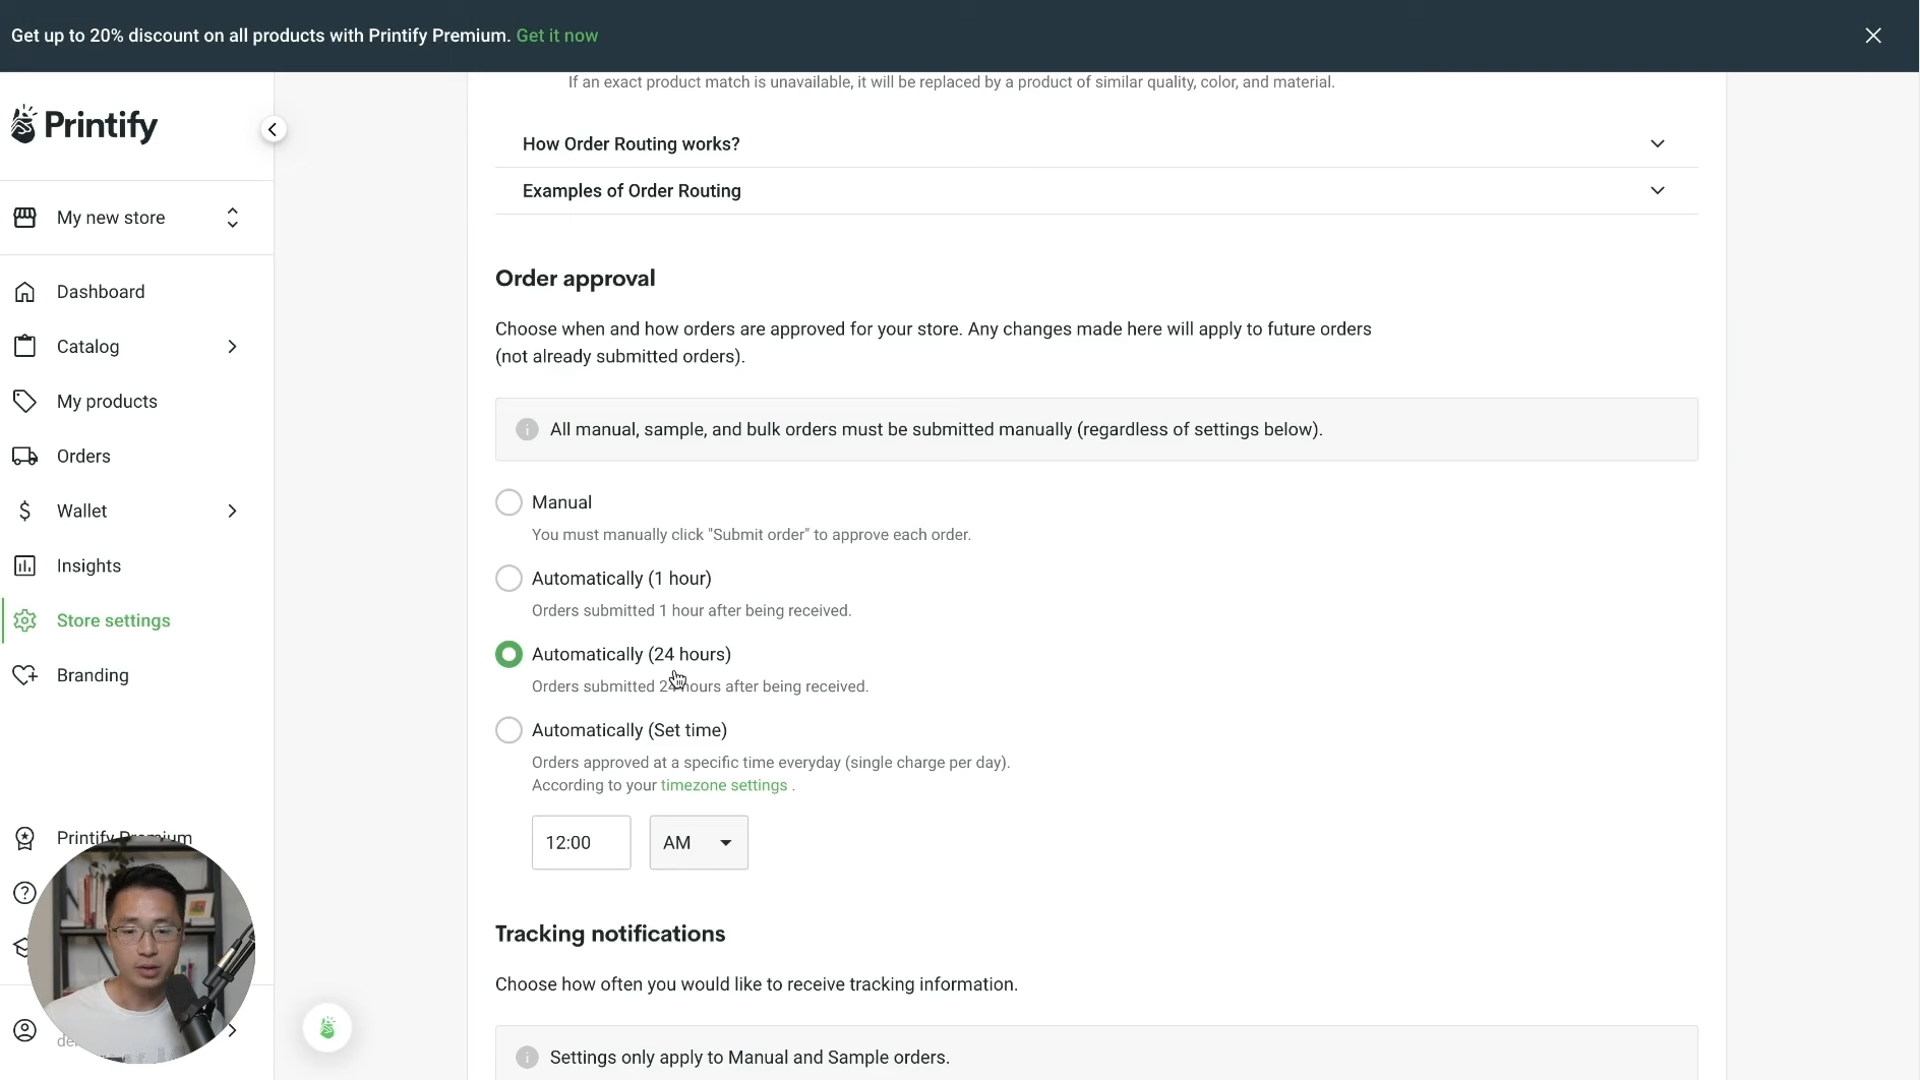 Get up to 20% discount on all products with Printify Premium. Get it now
If an exact product match is unavailable, it will be replaced by a product of similar quality, color, and material.
Printify
How Order Routing works?
Examples of Order Routing
My new store
Dashboard
Catalog
My products
Orders
Wallet
Insights
Store settings
Branding
Printify Premium
Order approval
Choose when and how orders are approved for your store. Any changes made here will apply to future orders
(not already submitted orders).
All manual, sample, and bulk orders must be submitted manually (regardless of settings below).
Manual
You must manually click "Submit order" to approve each order.
Automatically (1 hour)
Orders submitted 1 hour after being received.
Automatically (24 hours)
Orders submitted 24 hours after being received.
Automatically (Set time)
Orders approved at a specific time everyday (single charge per day).
According to your timezone settings .
12:00
AM
Tracking notifications
Choose how often you would like to receive tracking information.
Settings only apply to Manual and Sample orders.